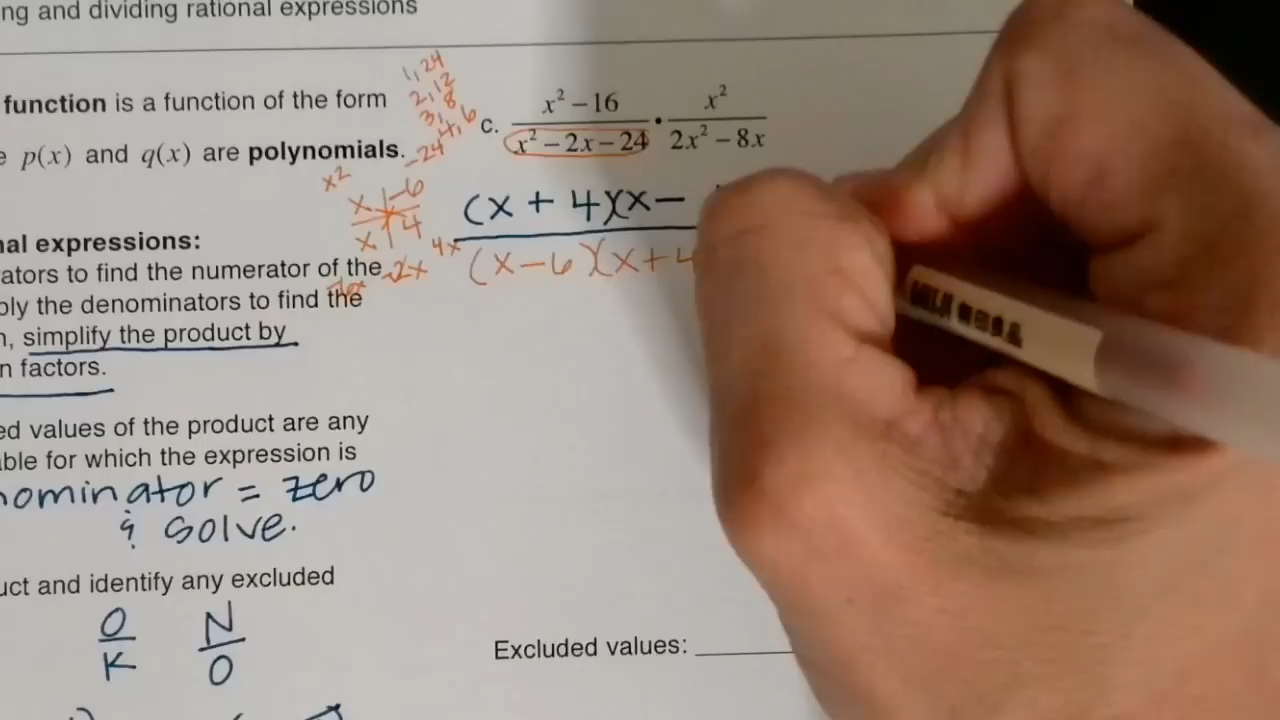 ng and dividing rational expressions
function is a function of the form
e p(x) and q(x) are polynomials.
nal expressions:
ators to find the numerator of the
ply the denominators to find the
n, simplify the product by
n factors.
ed values of the product are any
able for which the expression is
nominator = zero
& solve.
uct and identify any excluded
O/K N/O
1, 24
2, 12
3, 8
4, 6
-24
x²
x -6
x 4
4x
-2x
c. (x² – 16)/(x² – 2x – 24) • x²/(2x² – 8x)
(x + 4)(x –
(x – 6)(x + 4
Excluded values: ______